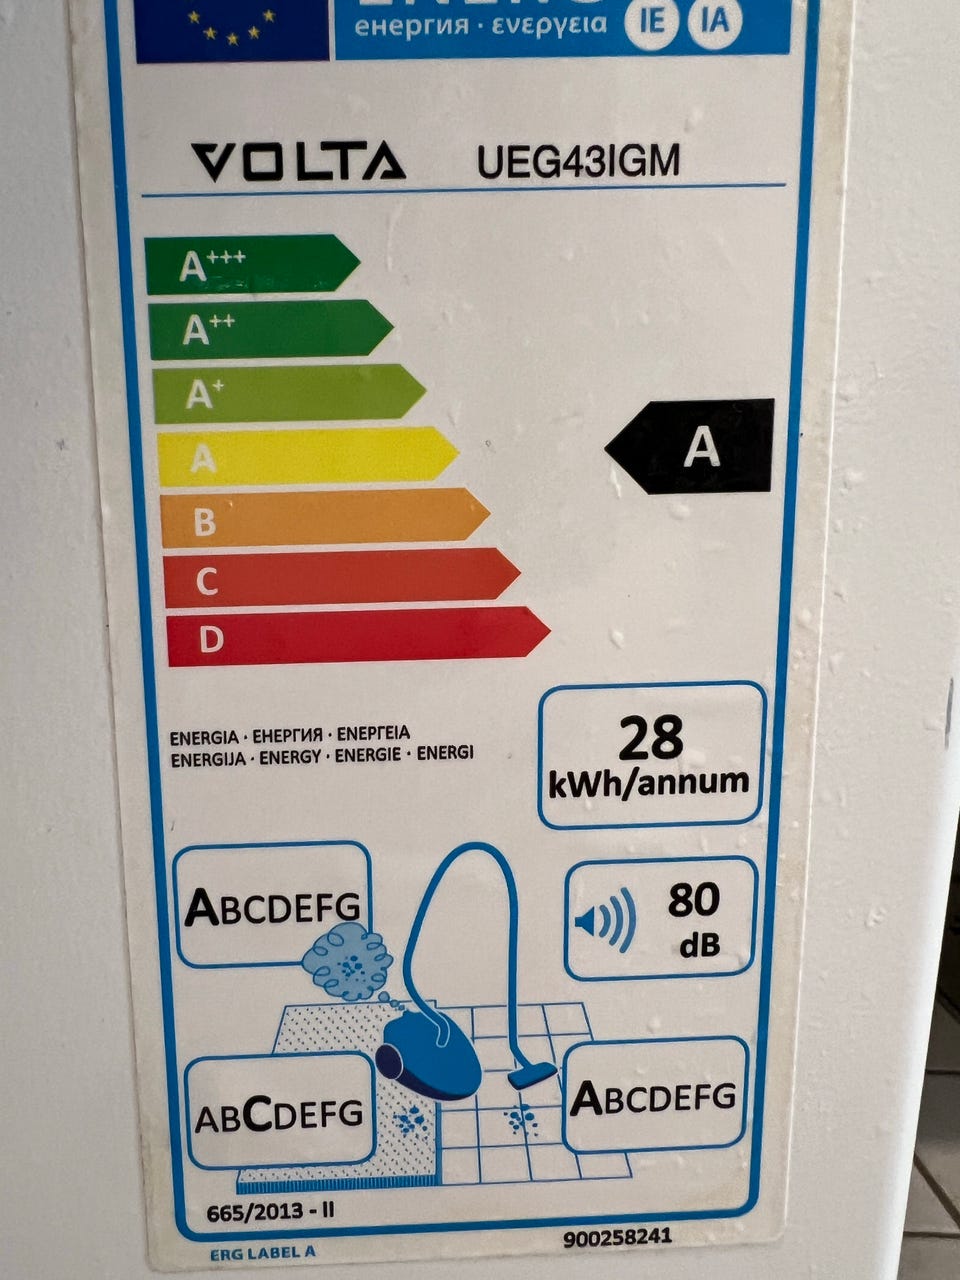 енергия · ενεργεια IE IA
VOLTA UEG43IGM
A+++
A++
A+
A
A
B
C
D
ENERGIA · ЕНЕРГИЯ · ΕΝΕΡΓΕΙΑ
ENERGIJA · ENERGY · ENERGIE · ENERGI
28
kWh/annum
ABCDEFG
80
dB
ABCDEFG
ABCDEFG
665/2013 - II
ERG LABEL A
900258241